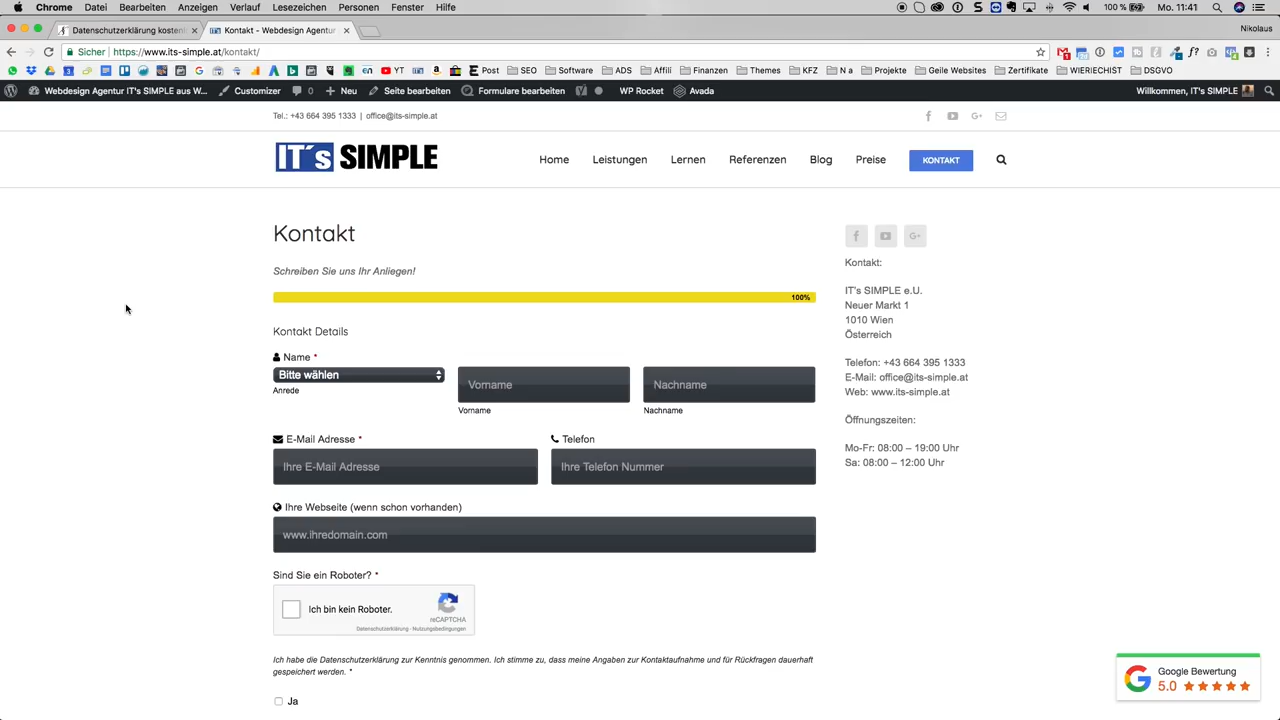 Chrome Datei Bearbeiten Anzeigen Verlauf Lesezeichen Personen Fenster Hilfe 100 % Mo. 11:41
Datenschutzerklärung kostenl Kontakt - Webdesign Agentur Nikolaus
Sicher https://www.its-simple.at/kontakt/
YT Post SEO Software ADS Affili Finanzen Themes KFZ N a Projekte Geile Websites Zertifikate WIERiECHIST DSGVO
Webdesign Agentur IT's SIMPLE aus W... Customizer 0 Neu Seite bearbeiten Formulare bearbeiten WP Rocket Avada Willkommen, IT's SIMPLE
Tel.: +43 664 395 1333 | office@its-simple.at
IT's SIMPLE Home Leistungen Lernen Referenzen Blog Preise KONTAKT
Kontakt
Schreiben Sie uns Ihr Anliegen!
100%
Kontakt Details
Name *
Bitte wählen Vorname Nachname
Anrede
Vorname Nachname
E-Mail Adresse * Telefon
Ihre E-Mail Adresse Ihre Telefon Nummer
Ihre Webseite (wenn schon vorhanden)
www.ihredomain.com
Sind Sie ein Roboter? *
Ich bin kein Roboter.
reCAPTCHA
Datenschutzerklärung - Nutzungsbedingungen
Ich habe die Datenschutzerklärung zur Kenntnis genommen. Ich stimme zu, dass meine Angaben zur Kontaktaufnahme und für Rückfragen dauerhaft
gespeichert werden. *
Ja
Kontakt:
IT's SIMPLE e.U.
Neuer Markt 1
1010 Wien
Österreich
Telefon: +43 664 395 1333
E-Mail: office@its-simple.at
Web: www.its-simple.at
Öffnungszeiten:
Mo-Fr: 08:00 – 19:00 Uhr
Sa: 08:00 – 12:00 Uhr
Google Bewertung
5.0